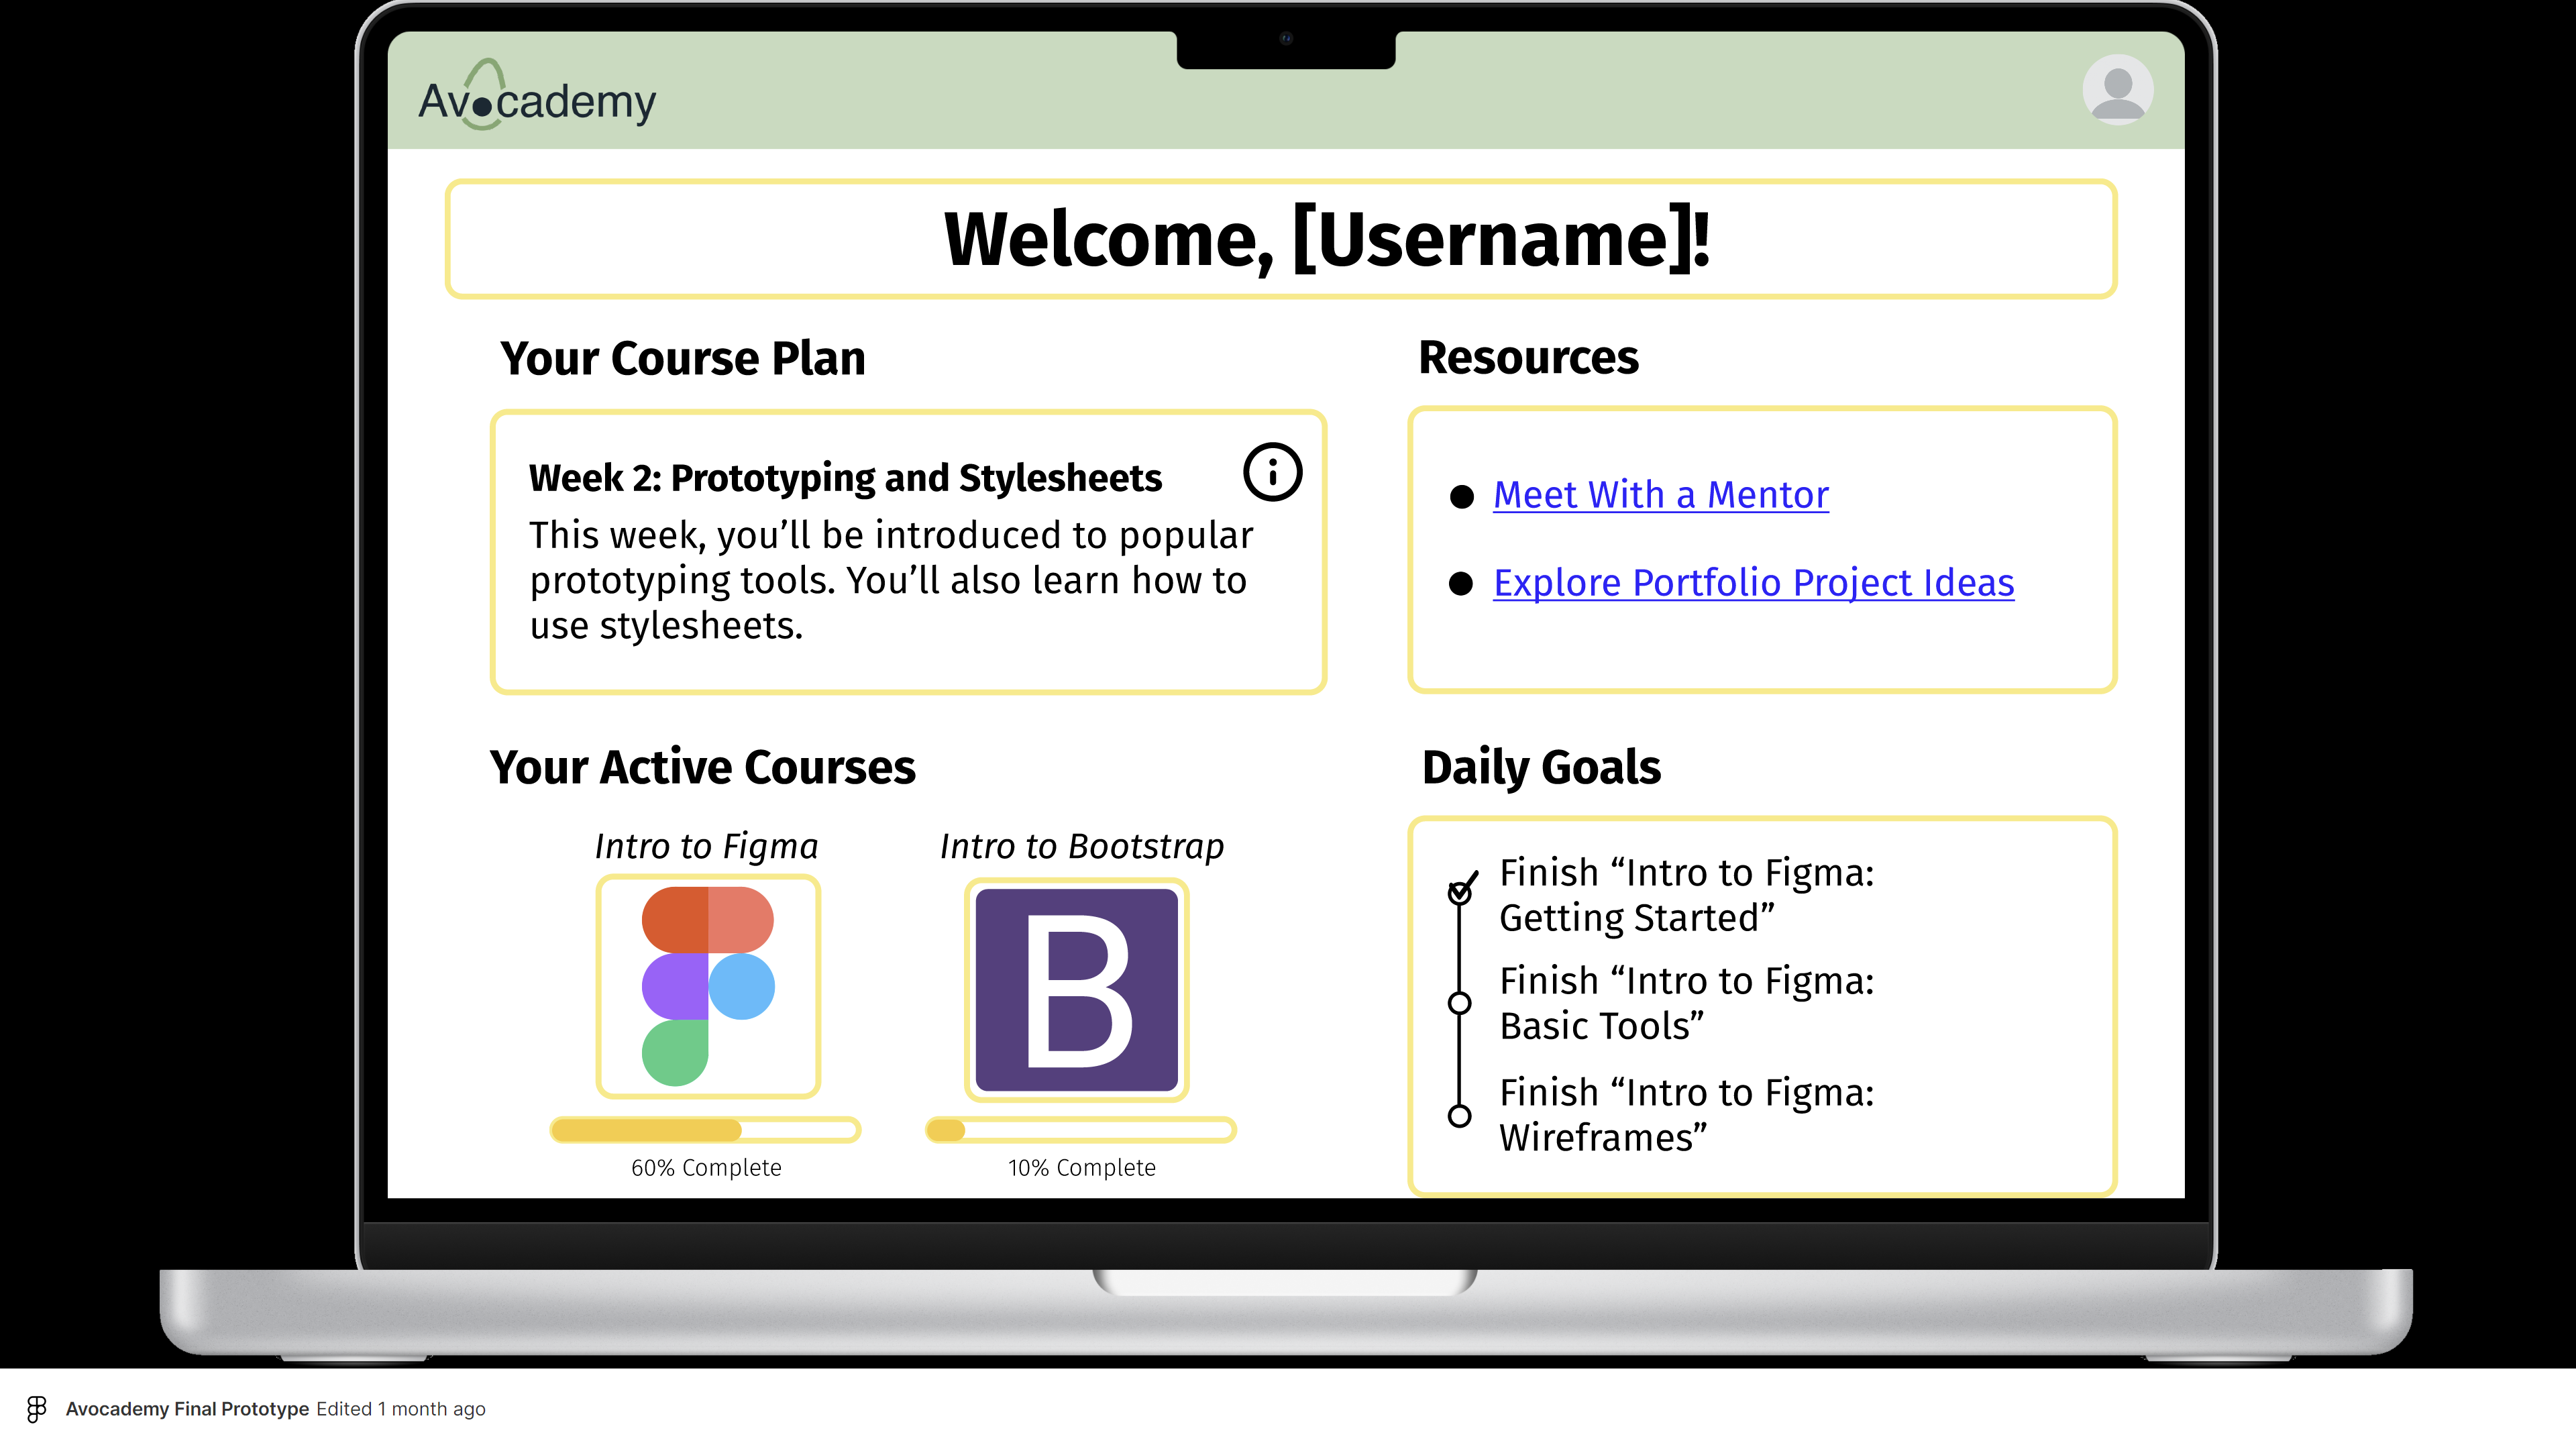 Avocademy
Welcome, [Username]!
Your Course Plan
Week 2: Prototyping and Stylesheets
This week, you’ll be introduced to popular
prototyping tools. You’ll also learn how to
use stylesheets.
Resources
Meet With a Mentor
Explore Portfolio Project Ideas
Your Active Courses
Intro to Figma
60% Complete
Intro to Bootstrap
B
10% Complete
Daily Goals
Finish “Intro to Figma:
Getting Started”
Finish “Intro to Figma:
Basic Tools”
Finish “Intro to Figma:
Wireframes”
Avocademy Final Prototype Edited 1 month ago